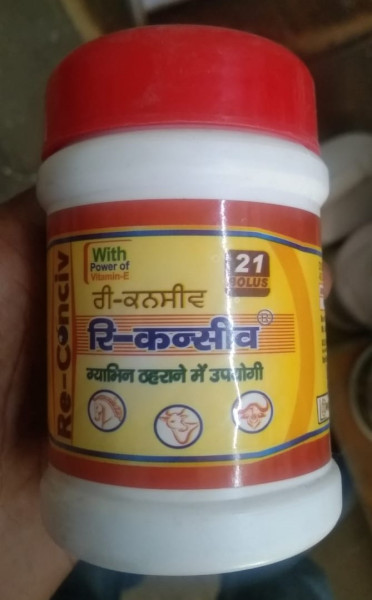 Re-Conciv
With
Power of
Vitamin-E
21
BOLUS
ਰੀ-ਕਨਸੀਵ
रि-कन्सीव®
ग्याभिन ठहराने में उपयोगी